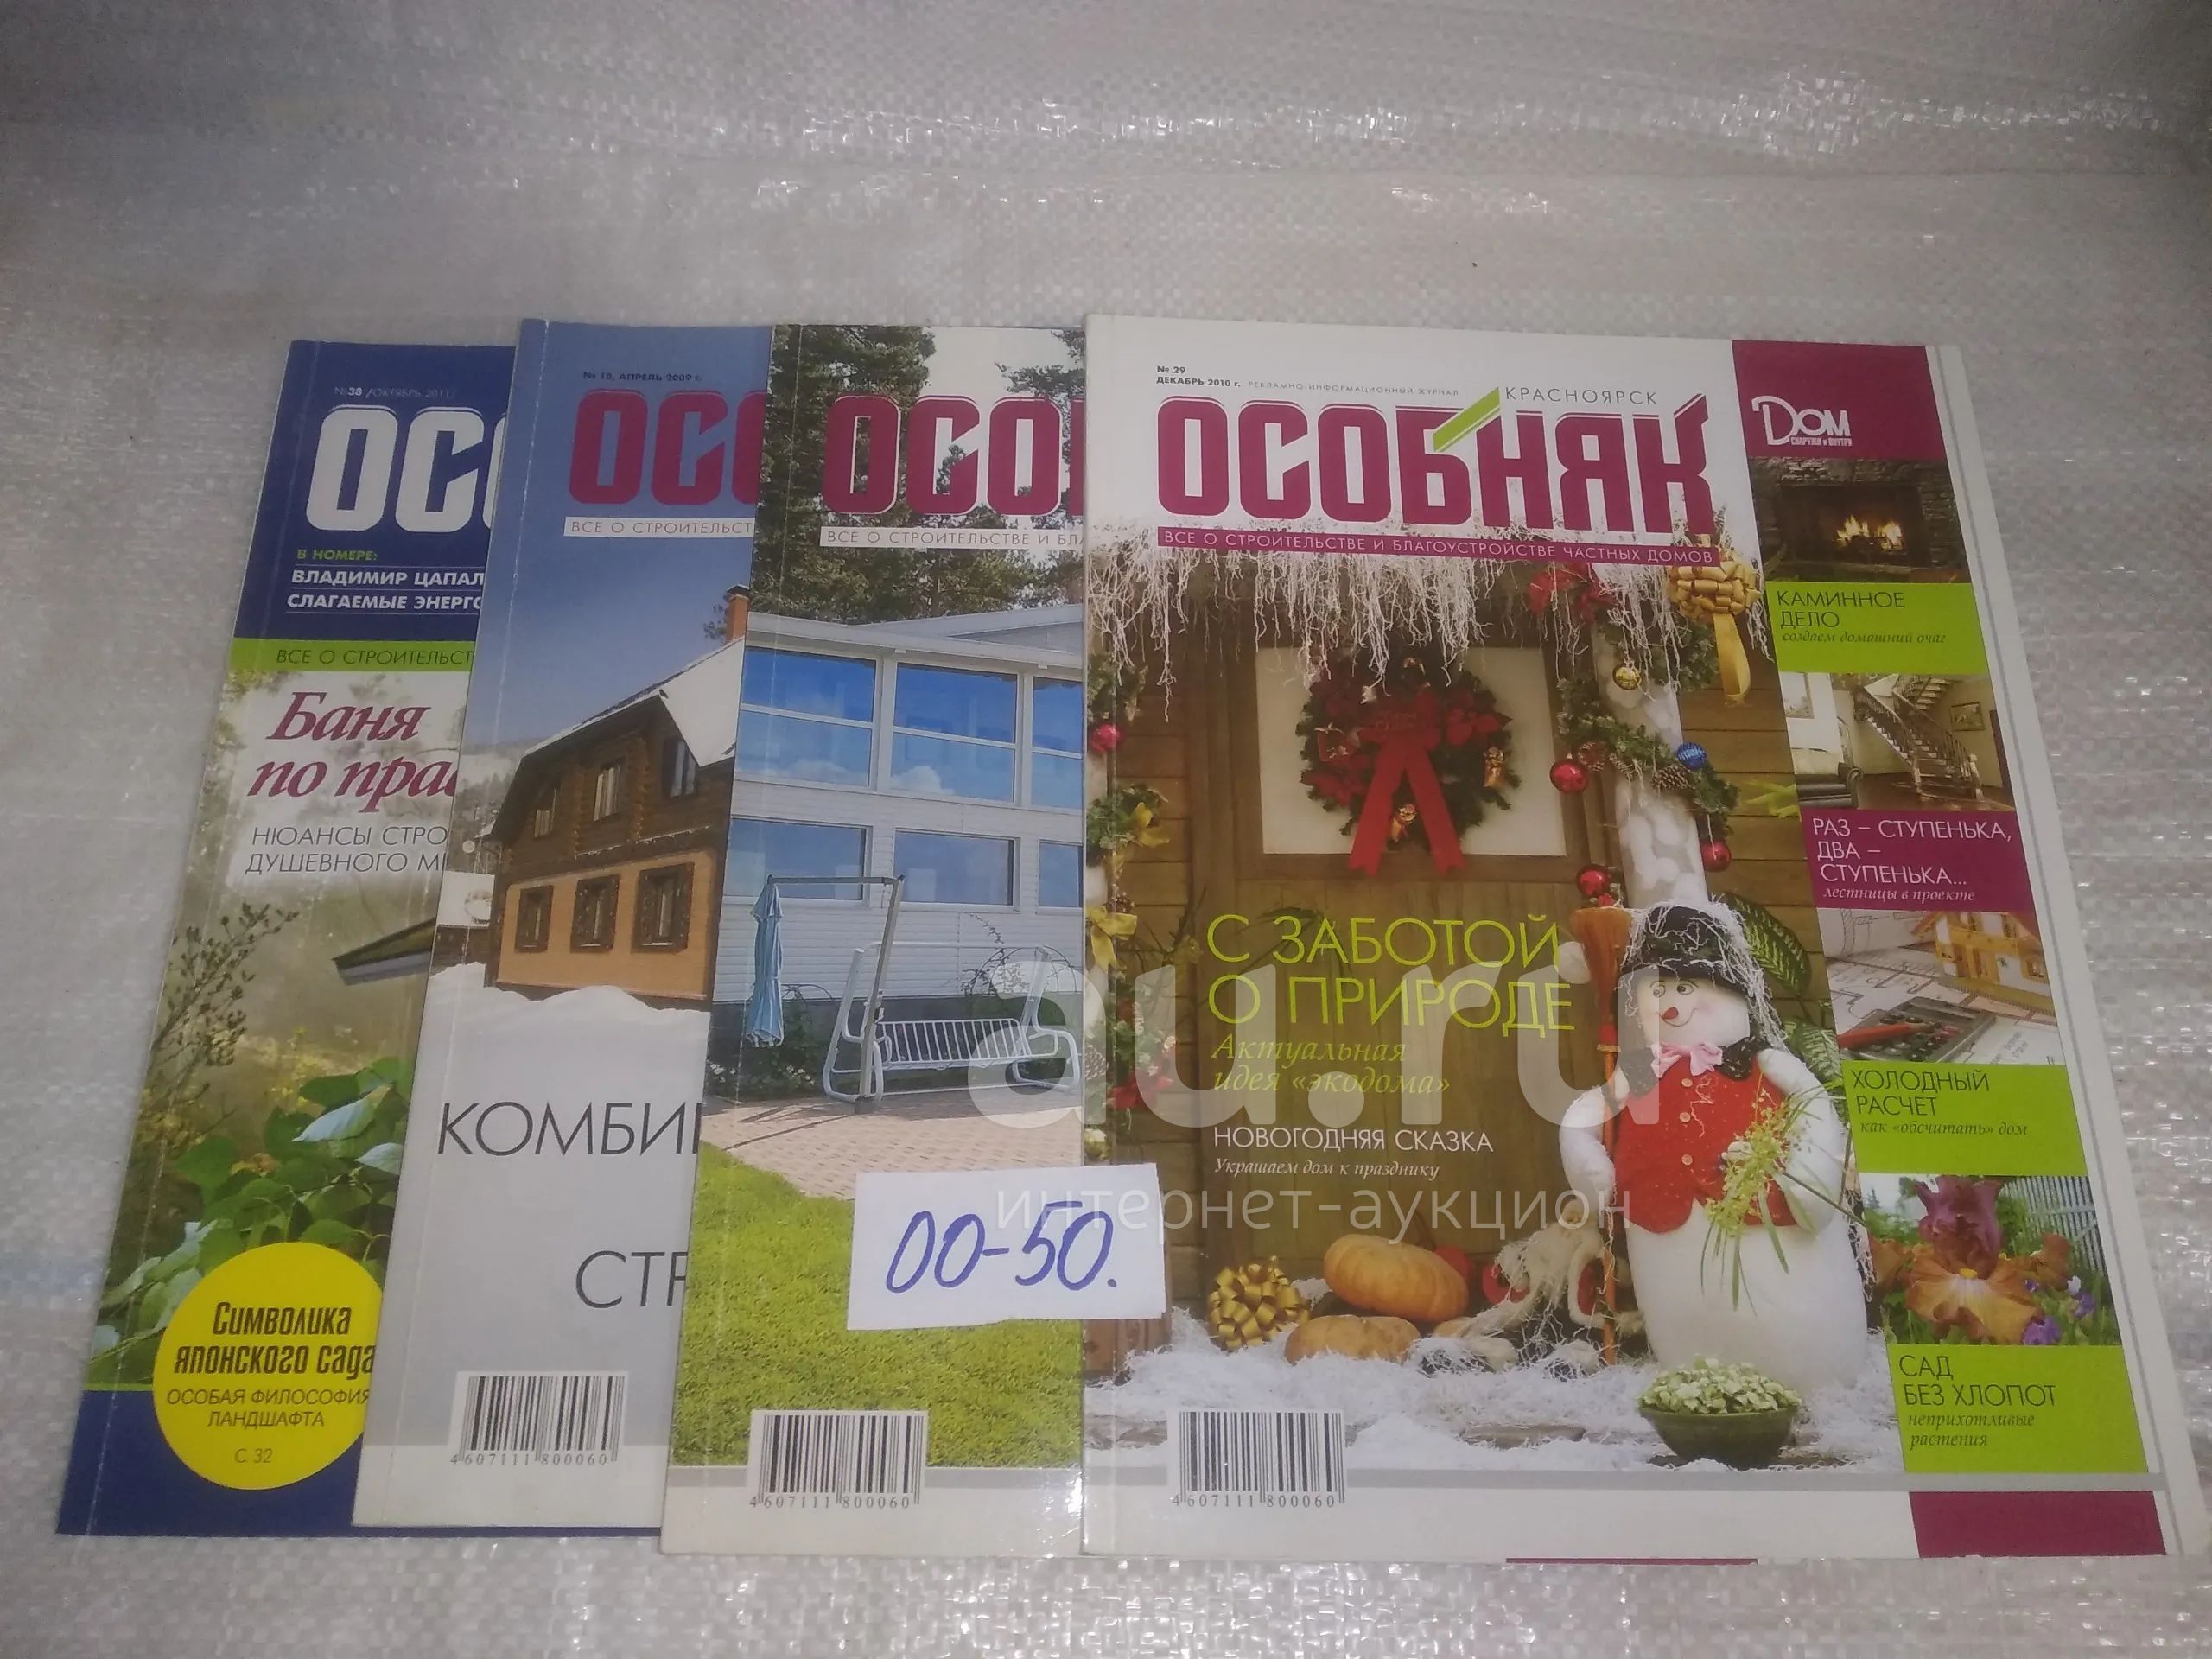 №38 /ОКТЯБРЬ 2011/
ОСО
В НОМЕРЕ:
ВЛАДИМИР ЦАПАЛ
СЛАГАЕМЫЕ ЭНЕРГО
ВСЕ О СТРОИТЕЛЬСТ
Баня
по пра
НЮАНСЫ СТРО
ДУШЕВНОГО М
Символика
японского сада
ОСОБАЯ ФИЛОСОФИЯ
ЛАНДШАФТА
С. 32
№ 10, АПРЕЛЬ 2009 г.
ОСО
ВСЕ О СТРОИТЕЛЬСТ
КОМБИ
СТР
4 607111 800060
ОСО
ВСЕ О СТРОИТЕЛЬСТВЕ И БЛА
4 607111 800060
00-50.
№ 29
ДЕКАБРЬ 2010 г. РЕКЛАМНО-ИНФОРМАЦИОННЫЙ ЖУРНАЛ
КРАСНОЯРСК
ОСОБНЯК
ВСЕ О СТРОИТЕЛЬСТВЕ И БЛАГОУСТРОЙСТВЕ ЧАСТНЫХ ДОМОВ
С ЗАБОТОЙ
О ПРИРОДЕ
Актуальная
идея «экодома»
НОВОГОДНЯЯ СКАЗКА
Украшаем дом к празднику
4 607111 800060
Дом
СНАРУЖИ и ВНУТРИ
КАМИННОЕ
ДЕЛО
создаем домашний очаг
РАЗ – СТУПЕНЬКА,
ДВА –
СТУПЕНЬКА...
лестницы в проекте
ХОЛОДНЫЙ
РАСЧЕТ
как «обсчитать» дом
САД
БЕЗ ХЛОПОТ
неприхотливые
растения
au.ru
интернет-аукцион